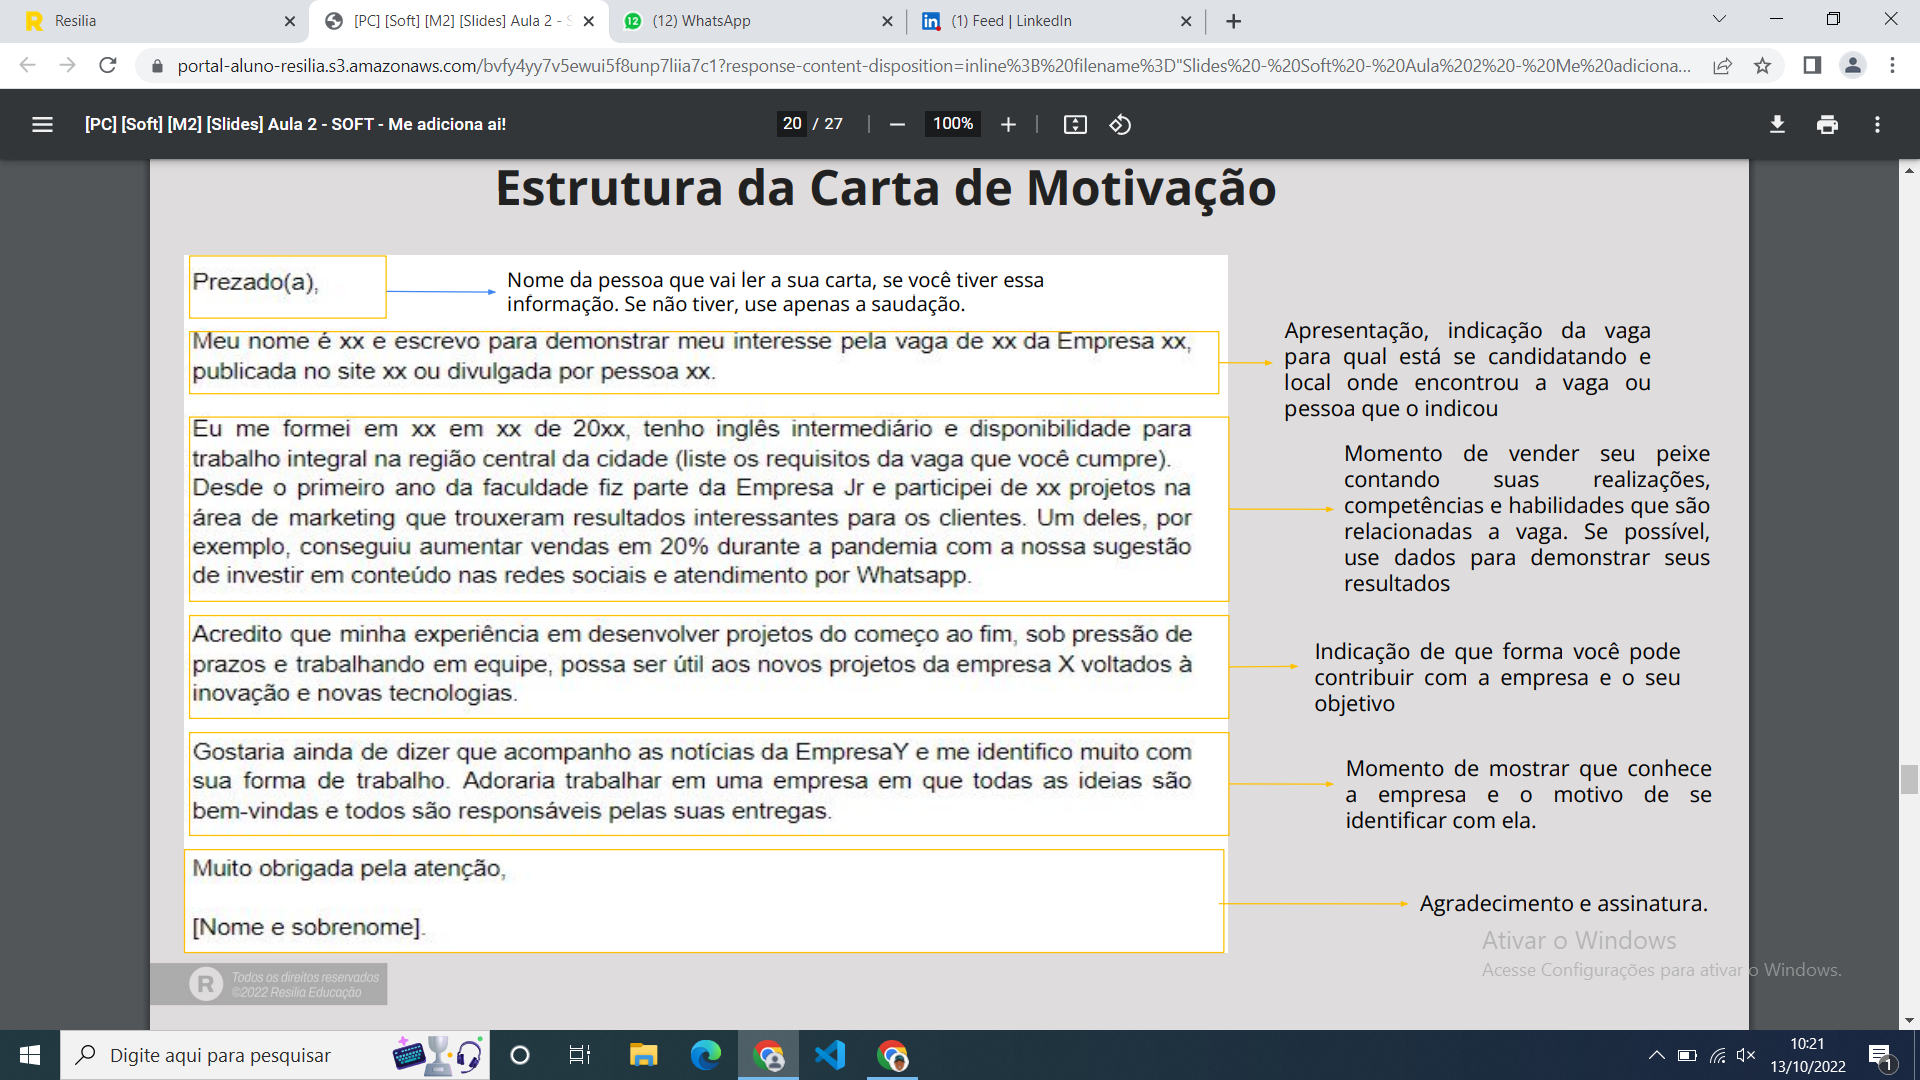 Resilia
[PC] [Soft] [M2] [Slides] Aula 2 - S
(12) WhatsApp
(1) Feed | LinkedIn
portal-aluno-resilia.s3.amazonaws.com/bvfy4yy7v5ewui5f8unp7liia7c1?response-content-disposition=inline%3B%20filename%3D"Slides%20-%20Soft%20-%20Aula%202%20-%20Me%20adiciona...
[PC] [Soft] [M2] [Slides] Aula 2 - SOFT - Me adiciona ai!
20 / 27
100%
Estrutura da Carta de Motivação
Prezado(a),
Nome da pessoa que vai ler a sua carta, se você tiver essa
informação. Se não tiver, use apenas a saudação.
Meu nome é xx e escrevo para demonstrar meu interesse pela vaga de xx da Empresa xx,
publicada no site xx ou divulgada por pessoa xx.
Apresentação, indicação da vaga
para qual está se candidatando e
local onde encontrou a vaga ou
pessoa que o indicou
Eu me formei em xx em xx de 20xx, tenho inglês intermediário e disponibilidade para
trabalho integral na região central da cidade (liste os requisitos da vaga que você cumpre).
Desde o primeiro ano da faculdade fiz parte da Empresa Jr e participei de xx projetos na
área de marketing que trouxeram resultados interessantes para os clientes. Um deles, por
exemplo, conseguiu aumentar vendas em 20% durante a pandemia com a nossa sugestão
de investir em conteúdo nas redes sociais e atendimento por Whatsapp.
Momento de vender seu peixe
contando suas realizações,
competências e habilidades que são
relacionadas a vaga. Se possível,
use dados para demonstrar seus
resultados
Acredito que minha experiência em desenvolver projetos do começo ao fim, sob pressão de
prazos e trabalhando em equipe, possa ser útil aos novos projetos da empresa X voltados à
inovação e novas tecnologias.
Indicação de que forma você pode
contribuir com a empresa e o seu
objetivo
Gostaria ainda de dizer que acompanho as notícias da EmpresaY e me identifico muito com
sua forma de trabalho. Adoraria trabalhar em uma empresa em que todas as ideias são
bem-vindas e todos são responsáveis pelas suas entregas.
Momento de mostrar que conhece
a empresa e o motivo de se
identificar com ela.
Muito obrigada pela atenção,
[Nome e sobrenome].
Agradecimento e assinatura.
Ativar o Windows
Acesse Configurações para ativar o Windows.
R
Todos os direitos reservados
©2022 Resilia Educação
Digite aqui para pesquisar
10:21
13/10/2022
1